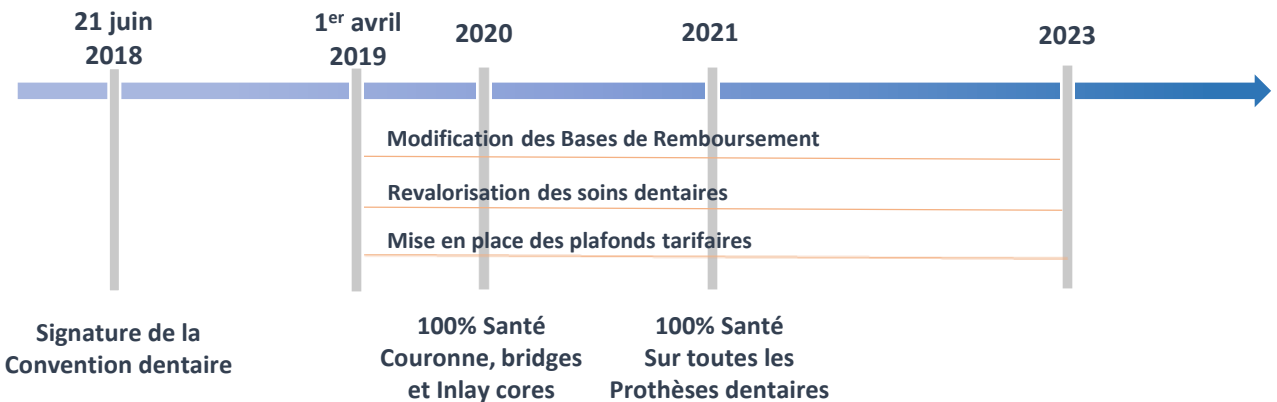 21 juin
2018
1er avril
2019
2020
2021
2023
Modification des Bases de Remboursement
Revalorisation des soins dentaires
Mise en place des plafonds tarifaires
Signature de la
Convention dentaire
100% Santé
Couronne, bridges
et Inlay cores
100% Santé
Sur toutes les
Prothèses dentaires